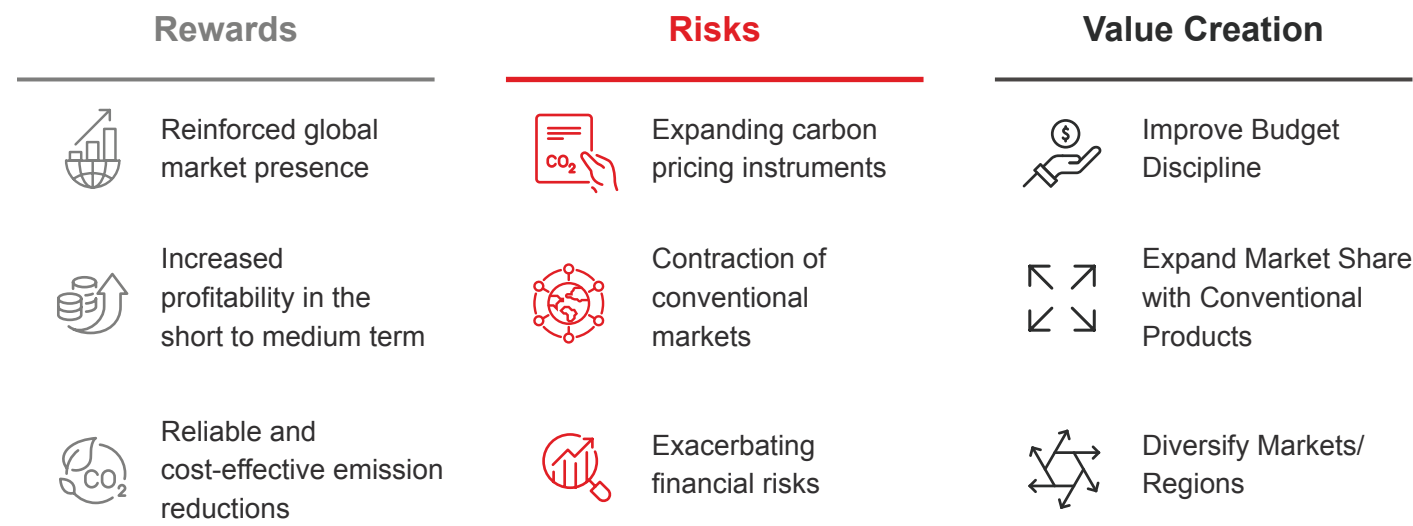 Rewards
Reinforced global
market presence
Increased
profitability in the
short to medium term
Reliable and
cost-effective emission
reductions
CO2
Risks
Expanding carbon
pricing instruments
CO2
Contraction of
conventional
markets
Exacerbating
financial risks
Value Creation
$
Improve Budget
Discipline
Expand Market Share
with Conventional
Products
Diversify Markets/
Regions